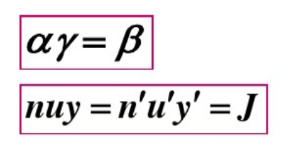 αγ = β
nuy = n'u'y' = J